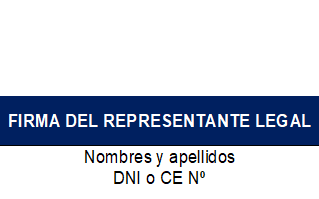 FIRMA DEL REPRESENTANTE LEGAL
Nombres y apellidos
DNI o CE Nº